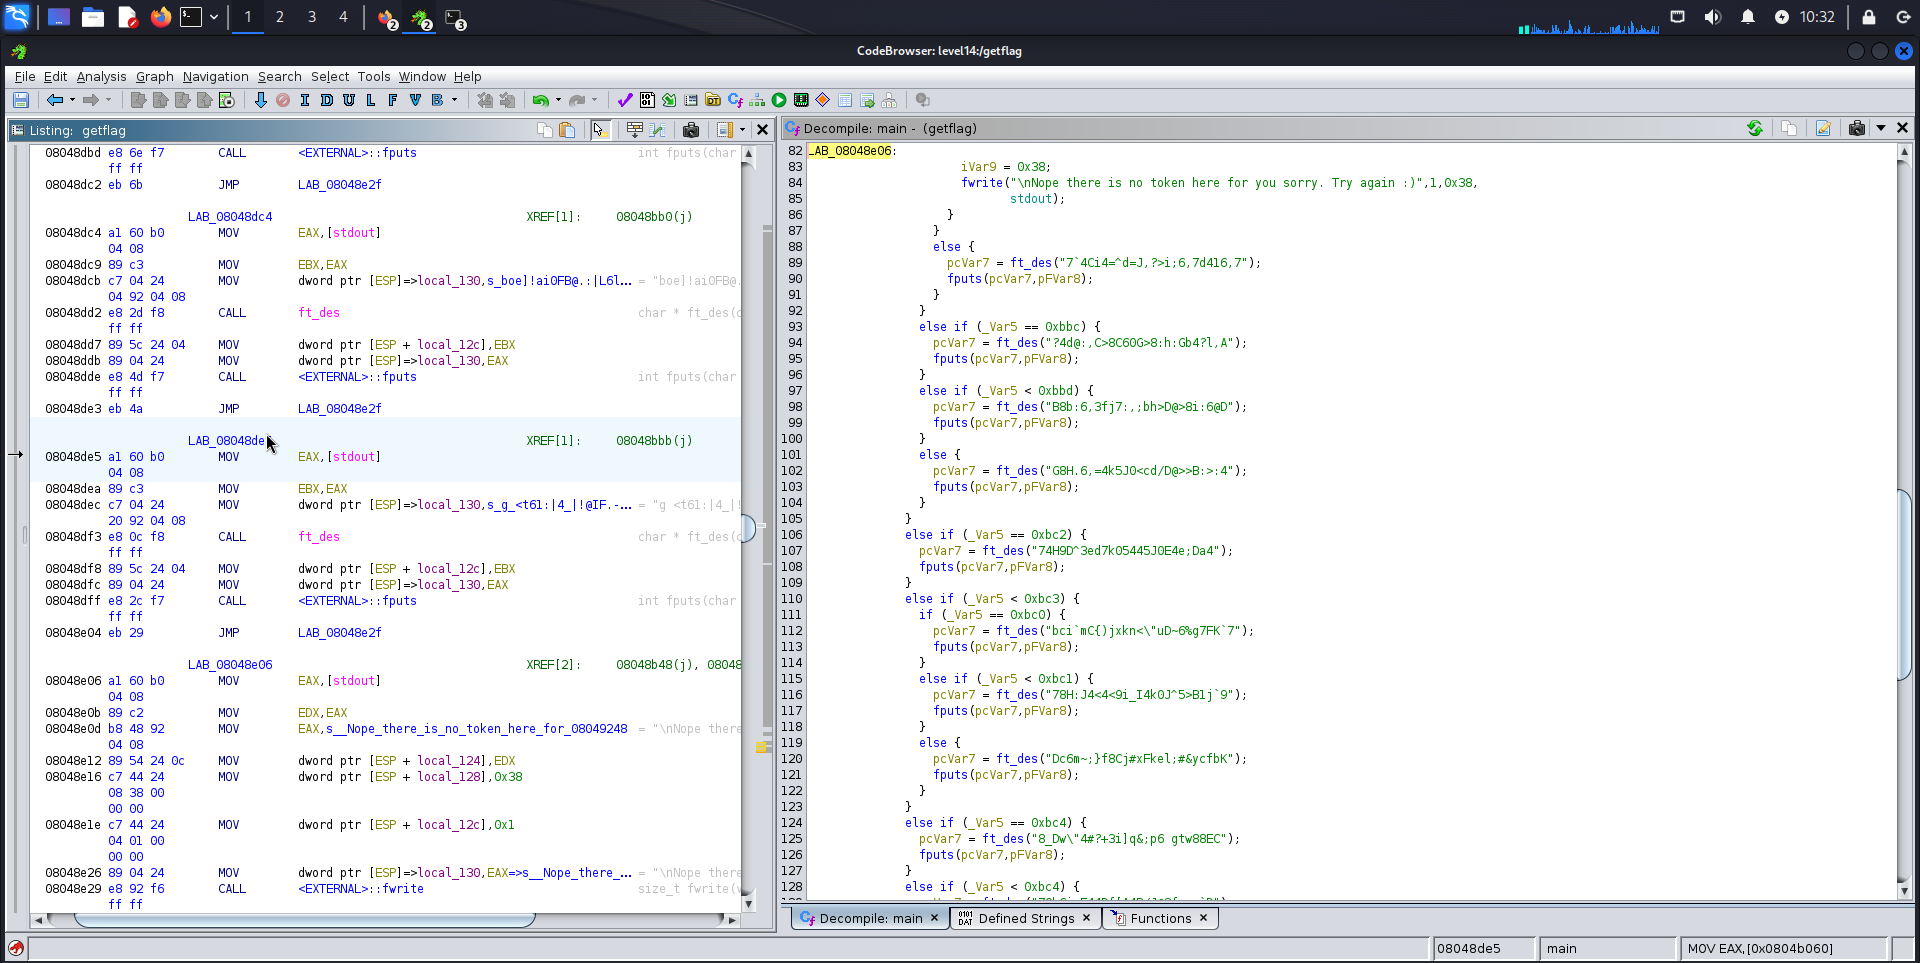 1 2 3 4 2 2 3 10:32
CodeBrowser: level14:/getflag
File Edit Analysis Graph Navigation Search Select Tools Window Help
I D U L F V B
Listing: getflag
08048dbd e8 6e f7 CALL <EXTERNAL>::fputs int fputs(char
ff ff
08048dc2 eb 6b JMP LAB_08048e2f
LAB_08048dc4 XREF[1]: 08048bb0(j)
08048dc4 a1 60 b0 MOV EAX,[stdout]
04 08
08048dc9 89 c3 MOV EBX,EAX
08048dcb c7 04 24 MOV dword ptr [ESP]=>local_130,s_boe]!ai0FB@.:|L6l... = "boe]!ai0FB@.
04 92 04 08
08048dd2 e8 2d f8 CALL ft_des char * ft_des(c
ff ff
08048dd7 89 5c 24 04 MOV dword ptr [ESP + local_12c],EBX
08048ddb 89 04 24 MOV dword ptr [ESP]=>local_130,EAX
08048dde e8 4d f7 CALL <EXTERNAL>::fputs int fputs(char
ff ff
08048de3 eb 4a JMP LAB_08048e2f
LAB_08048de XREF[1]: 08048bbb(j)
08048de5 a1 60 b0 MOV EAX,[stdout]
04 08
08048dea 89 c3 MOV EBX,EAX
08048dec c7 04 24 MOV dword ptr [ESP]=>local_130,s_g_<t61:|4_|!@IF.-... = "g <t61:|4_|!
20 92 04 08
08048df3 e8 0c f8 CALL ft_des char * ft_des(c
ff ff
08048df8 89 5c 24 04 MOV dword ptr [ESP + local_12c],EBX
08048dfc 89 04 24 MOV dword ptr [ESP]=>local_130,EAX
08048dff e8 2c f7 CALL <EXTERNAL>::fputs int fputs(char
ff ff
08048e04 eb 29 JMP LAB_08048e2f
LAB_08048e06 XREF[2]: 08048b48(j), 08048
08048e06 a1 60 b0 MOV EAX,[stdout]
04 08
08048e0b 89 c2 MOV EDX,EAX
08048e0d b8 48 92 MOV EAX,s__Nope_there_is_no_token_here_for_08049248 = "\nNope there
04 08
08048e12 89 54 24 0c MOV dword ptr [ESP + local_124],EDX
08048e16 c7 44 24 MOV dword ptr [ESP + local_128],0x38
08 38 00
00 00
08048e1e c7 44 24 MOV dword ptr [ESP + local_12c],0x1
04 01 00
00 00
08048e26 89 04 24 MOV dword ptr [ESP]=>local_130,EAX=>s__Nope_there_... = "\nNope there
08048e29 e8 92 f6 CALL <EXTERNAL>::fwrite size_t fwrite(v
ff ff
Decompile: main - (getflag)
82 LAB_08048e06:
83 iVar9 = 0x38;
84 fwrite("\nNope there is no token here for you sorry. Try again :)",1,0x38,
85 stdout);
86 }
87 }
88 else {
89 pcVar7 = ft_des("7`4Ci4=^d=J,?>i;6,7d416,7");
90 fputs(pcVar7,pFVar8);
91 }
92 }
93 else if (_Var5 == 0xbbc) {
94 pcVar7 = ft_des("?4d@:,C>8C60G>8:h:Gb4?l,A");
95 fputs(pcVar7,pFVar8);
96 }
97 else if (_Var5 < 0xbbd) {
98 pcVar7 = ft_des("B8b:6,3fj7:,;bh>D@>8i:6@D");
99 fputs(pcVar7,pFVar8);
100 }
101 else {
102 pcVar7 = ft_des("G8H.6,=4k5J0<cd/D@>>B:>:4");
103 fputs(pcVar7,pFVar8);
104 }
105 }
106 else if (_Var5 == 0xbc2) {
107 pcVar7 = ft_des("74H9D^3ed7k05445J0E4e;Da4");
108 fputs(pcVar7,pFVar8);
109 }
110 else if (_Var5 < 0xbc3) {
111 if (_Var5 == 0xbc0) {
112 pcVar7 = ft_des("bci`mC{)jxkn<\"uD~6%g7FK`7");
113 fputs(pcVar7,pFVar8);
114 }
115 else if (_Var5 < 0xbc1) {
116 pcVar7 = ft_des("78H:J4<4<9i_I4k0J^5>B1j`9");
117 fputs(pcVar7,pFVar8);
118 }
119 else {
120 pcVar7 = ft_des("Dc6m~;}f8Cj#xFkel;#&ycfbK");
121 fputs(pcVar7,pFVar8);
122 }
123 }
124 else if (_Var5 == 0xbc4) {
125 pcVar7 = ft_des("8_Dw\"4#?+3i]q&;p6 gtw88EC");
126 fputs(pcVar7,pFVar8);
127 }
128 else if (_Var5 < 0xbc4) {
Decompile: main Defined Strings Functions
08048de5 main MOV EAX,[0x0804b060]